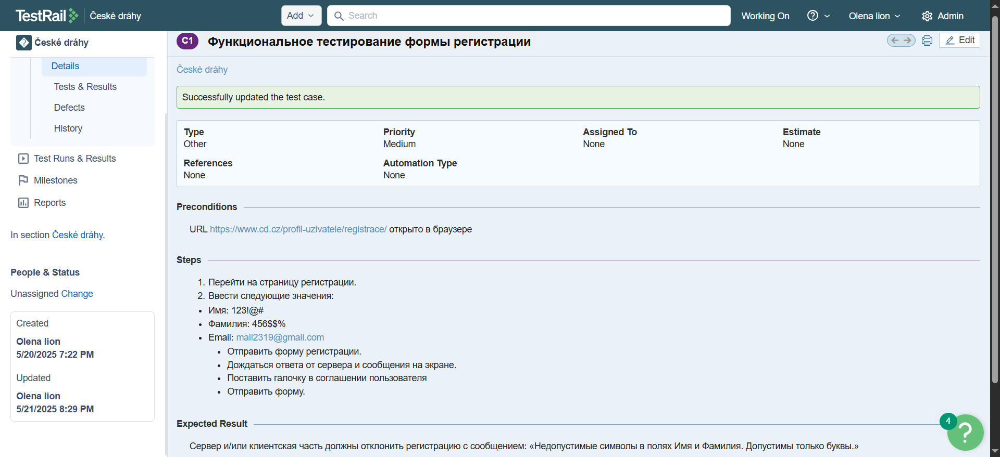 TestRail České dráhy Add Search Working On Olena lion Admin
České dráhy
Details
Tests & Results
Defects
History
Test Runs & Results
Milestones
Reports
In section České dráhy.
People & Status
Unassigned Change
Created
Olena lion
5/20/2025 7:22 PM
Updated
Olena lion
5/21/2025 8:29 PM
C1 Функциональное тестирование формы регистрации Edit
České dráhy
Successfully updated the test case.
Type Priority Assigned To Estimate
Other Medium None None
References Automation Type
None None
Preconditions
URL https://www.cd.cz/profil-uzivatele/registrace/ открыто в браузере
Steps
1. Перейти на страницу регистрации.
2. Ввести следующие значения:
• Имя: 123!@#
• Фамилия: 456$$%
• Email: mail2319@gmail.com
• Отправить форму регистрации.
• Дождаться ответа от сервера и сообщения на экране.
• Поставить галочку в соглашении пользователя
• Отправить форму.
Expected Result
Сервер и/или клиентская часть должны отклонить регистрацию с сообщением: «Недопустимые символы в полях Имя и Фамилия. Допустимы только буквы.»
4
?